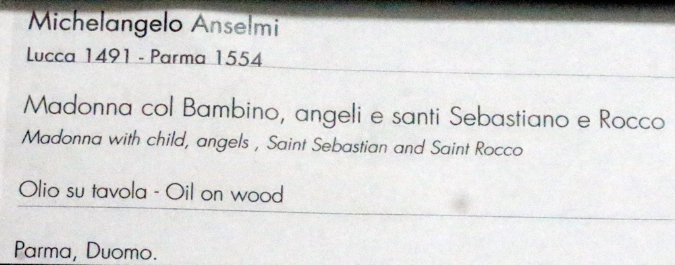 Michelangelo Anselmi
Lucca 1491 - Parma 1554
Madonna col Bambino, angeli e santi Sebastiano e Rocco
Madonna with child, angels , Saint Sebastian and Saint Rocco
Olio su tavola - Oil on wood
Parma, Duomo.